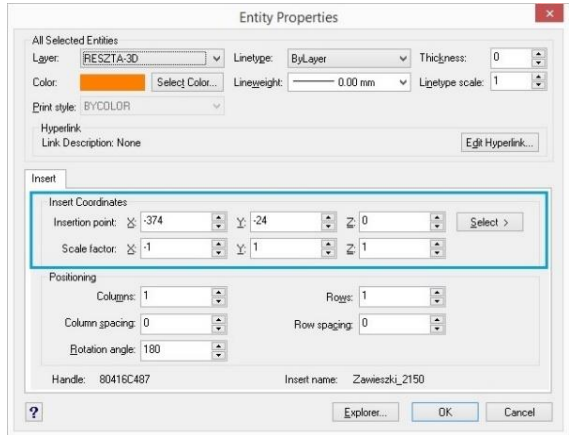 Entity Properties
All Selected Entities
Layer: RESZTA-3D Linetype: ByLayer Thickness: 0
Color: Select Color... Lineweight: 0.00 mm Linetype scale: 1
Print style: BYCOLOR
Hyperlink
Link Description: None Edit Hyperlink...
Insert
Insert Coordinates
Insertion point: X: -374 Y: -24 Z: 0 Select >
Scale factor: X: -1 Y: 1 Z: 1
Positioning
Columns: 1 Rows: 1
Column spacing: 0 Row spacing: 0
Rotation angle: 180
Handle: 80416C487 Insert name: Zawieszki_2150
? Explorer... OK Cancel